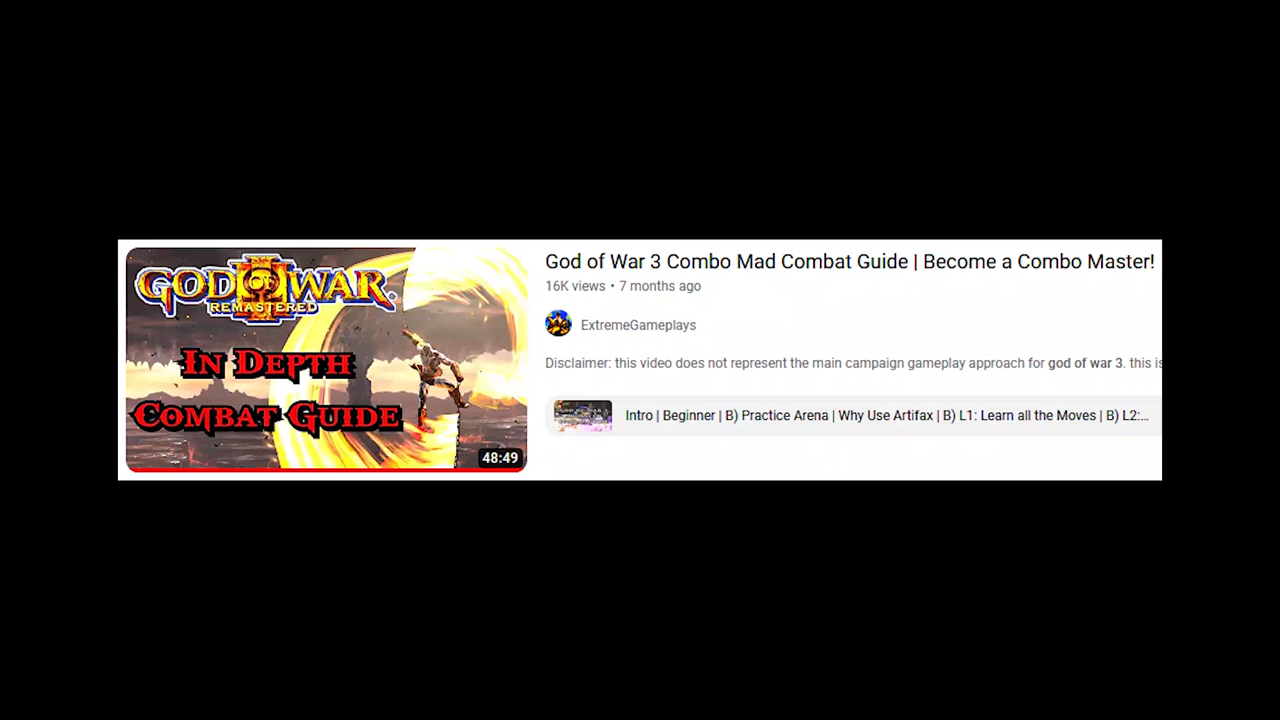 GOD OF WAR
REMASTERED
IN DEPTH
COMBAT GUIDE
48:49
God of War 3 Combo Mad Combat Guide | Become a Combo Master!
16K views • 7 months ago
ExtremeGameplays
Disclaimer: this video does not represent the main campaign gameplay approach for god of war 3. this is
Intro | Beginner | B) Practice Arena | Why Use Artifax | B) L1: Learn all the Moves | B) L2:...